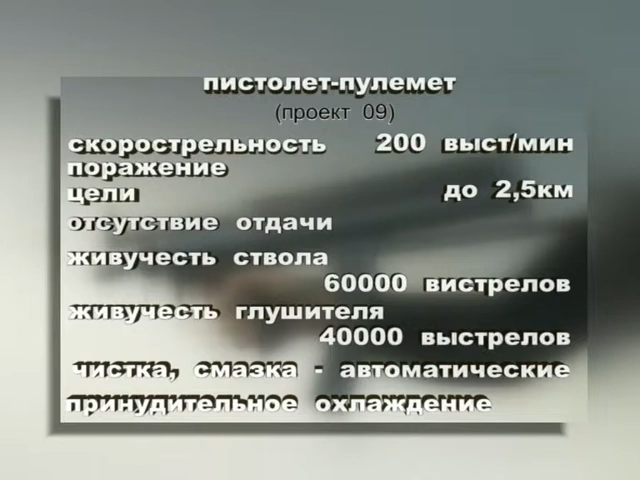 пистолет-пулемет
(проект 09)
скорострельность 200 выст/мин
поражение
цели до 2,5км
отсутствие отдачи
живучесть ствола
60000 вистрелов
живучесть глушителя
40000 выстрелов
чистка, смазка - автоматические
принудительное охлаждение